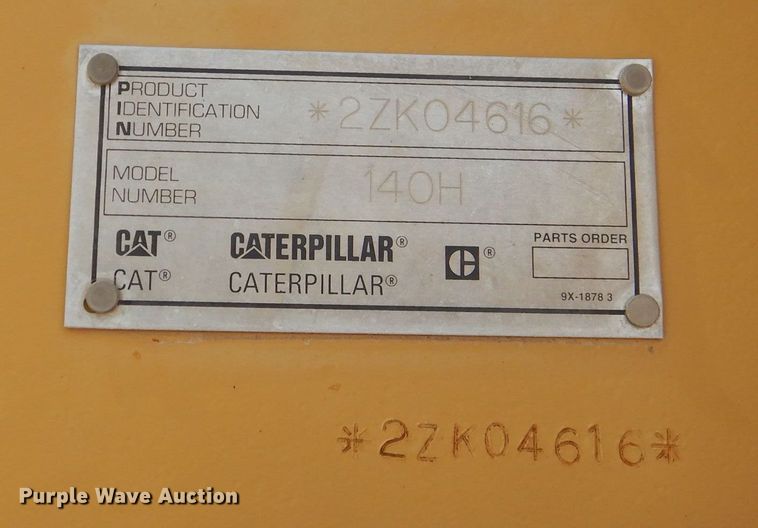 PRODUCT
IDENTIFICATION
NUMBER
*2ZK04616*
MODEL
NUMBER
140H
CAT® CATERPILLAR® C ®
CAT® CATERPILLAR®
PARTS ORDER
9X-1878 3
*2ZK04616*
Purple Wave Auction